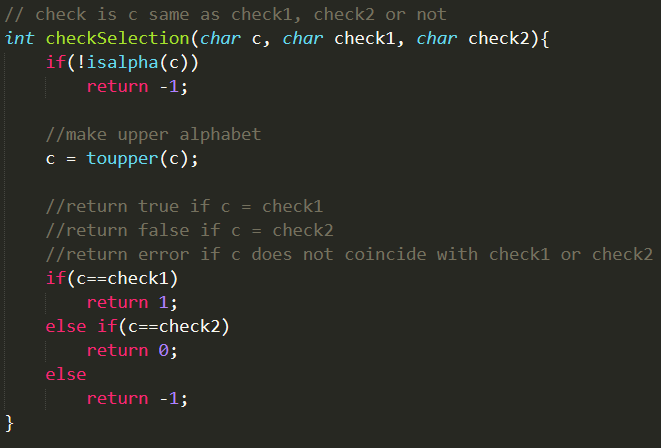 // check is c same as check1, check2 or not
int checkSelection(char c, char check1, char check2){
    if(!isalpha(c))
        return -1;

    //make upper alphabet
    c = toupper(c);

    //return true if c = check1
    //return false if c = check2
    //return error if c does not coincide with check1 or check2
    if(c==check1)
        return 1;
    else if(c==check2)
        return 0;
    else
        return -1;
}